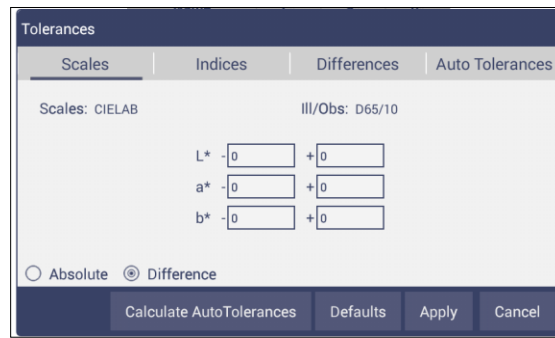 Tolerances
Scales Indices Differences Auto Tolerances
Scales: CIELAB Ill/Obs: D65/10
L* - 0 + 0
a* - 0 + 0
b* - 0 + 0
Absolute Difference
Calculate AutoTolerances Defaults Apply Cancel